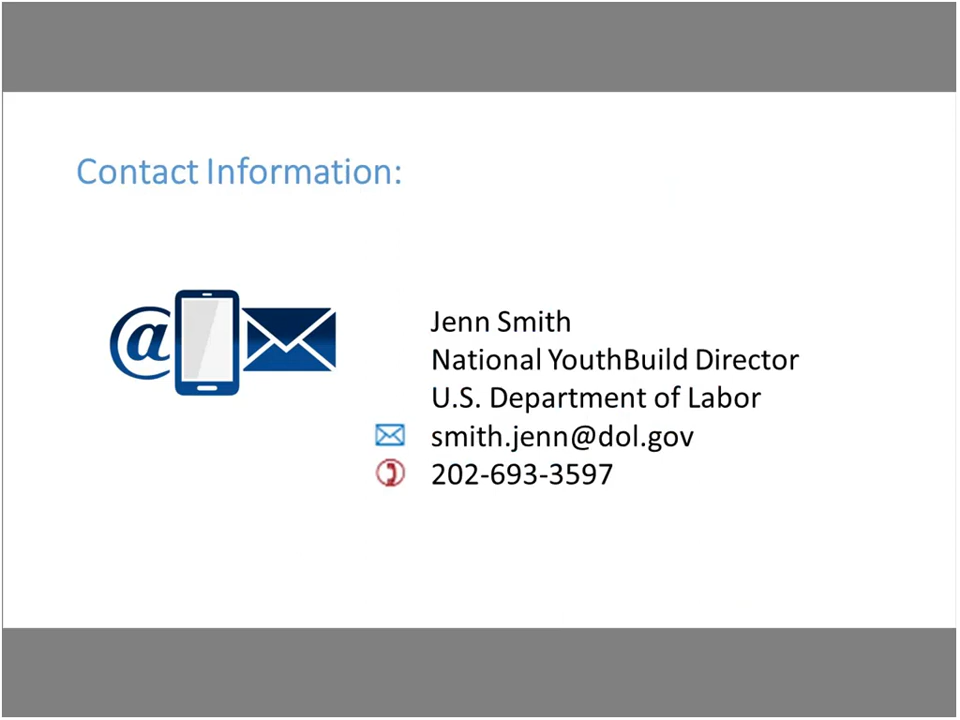 Contact Information:
@
Jenn Smith
National YouthBuild Director
U.S. Department of Labor
smith.jenn@dol.gov
202-693-3597